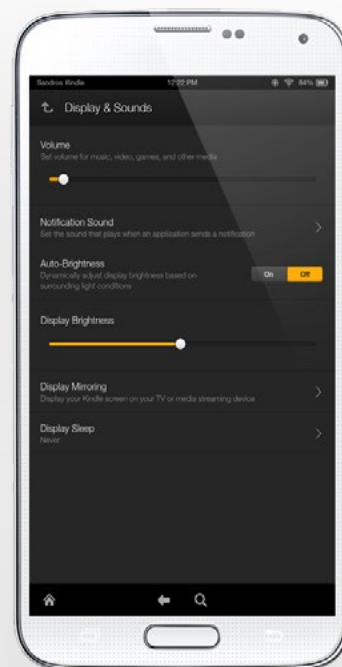 Sandros Kindle 12:22 PM 84%
Display & Sounds
Volume
Set volume for music, video, games, and other media
Notification Sound
Set the sound that plays when an application sends a notification
Auto-Brightness
Dynamically adjust display brightness based on
surrounding light conditions
On Off
Display Brightness
Display Mirroring
Display your Kindle screen on your TV or media streaming device
Display Sleep
Never